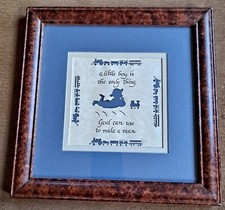 a little boy is
the only thing
God can use
to make a man